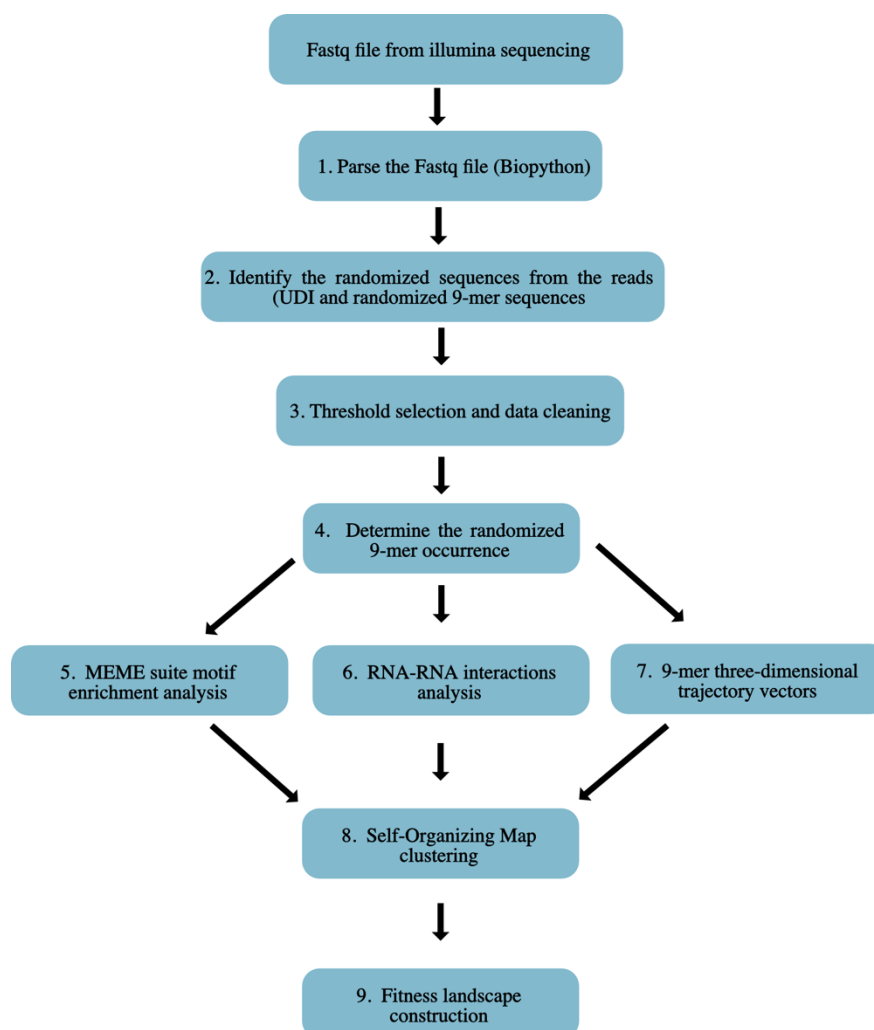 Fastq file from illumina sequencing
1. Parse the Fastq file (Biopython)
2. Identify the randomized sequences from the reads
(UDI and randomized 9-mer sequences
3. Threshold selection and data cleaning
4. Determine the randomized
9-mer occurrence
5. MEME suite motif
enrichment analysis
6. RNA-RNA interactions
analysis
7. 9-mer three-dimensional
trajectory vectors
8. Self-Organizing Map
clustering
9. Fitness landscape
construction